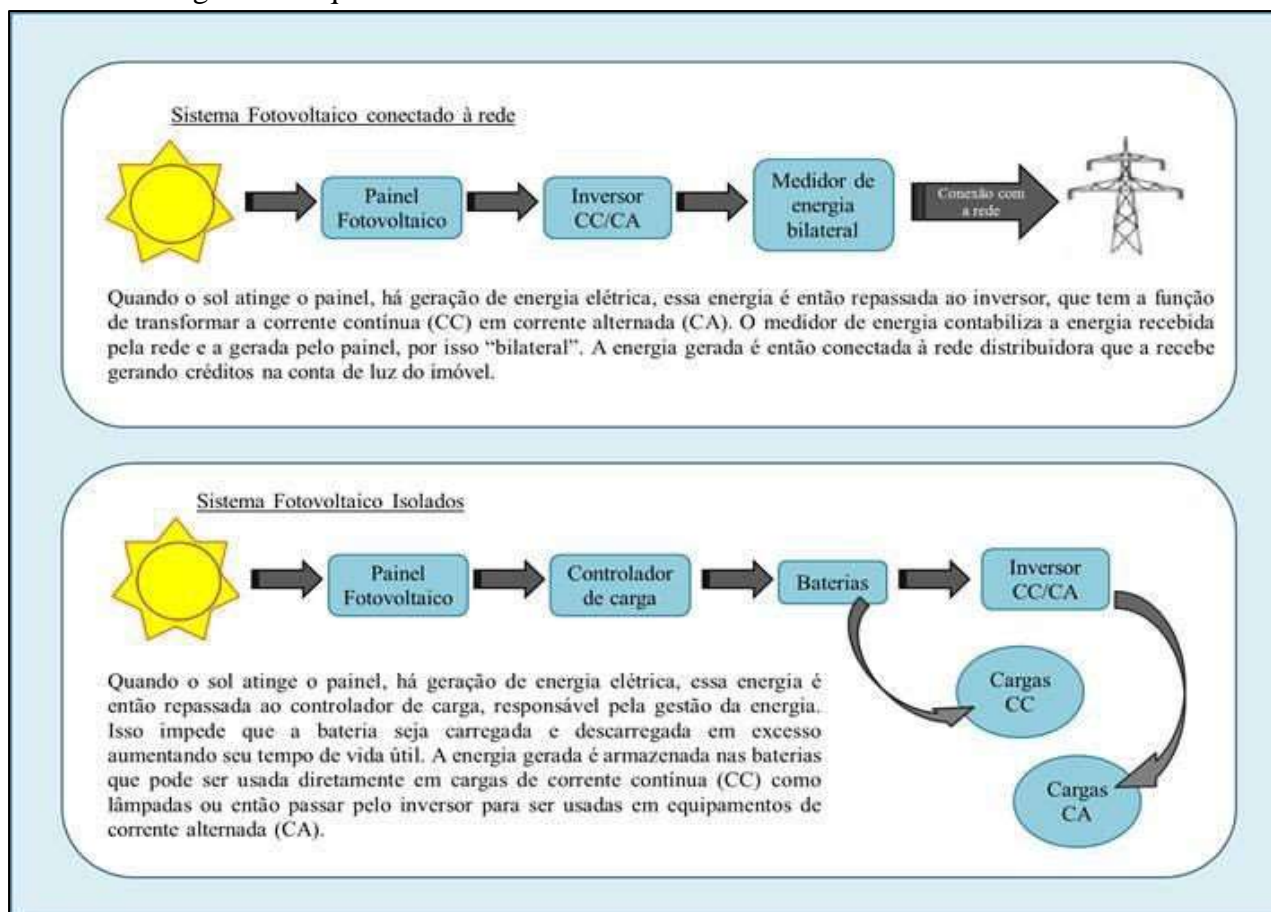 Sistema Fotovoltaico conectado à rede
Painel
Fotovoltaico
Inversor
CC/CA
Medidor de
energia
bilateral
Conexão com
a rede
Quando o sol atinge o painel, há geração de energia elétrica, essa energia é então repassada ao inversor, que tem a função
de transformar a corrente contínua (CC) em corrente alternada (CA). O medidor de energia contabiliza a energia recebida
pela rede e a gerada pelo painel, por isso “bilateral”. A energia gerada é então conectada à rede distribuidora que a recebe
gerando créditos na conta de luz do imóvel.
Sistema Fotovoltaico Isolados
Painel
Fotovoltaico
Controlador
de carga
Baterias
Inversor
CC/CA
Cargas
CC
Cargas
CA
Quando o sol atinge o painel, há geração de energia elétrica, essa energia é
então repassada ao controlador de carga, responsável pela gestão da energia.
Isso impede que a bateria seja carregada e descarregada em excesso
aumentando seu tempo de vida útil. A energia gerada é armazenada nas baterias
que pode ser usada diretamente em cargas de corrente contínua (CC) como
lâmpadas ou então passar pelo inversor para ser usadas em equipamentos de
corrente alternada (CA).